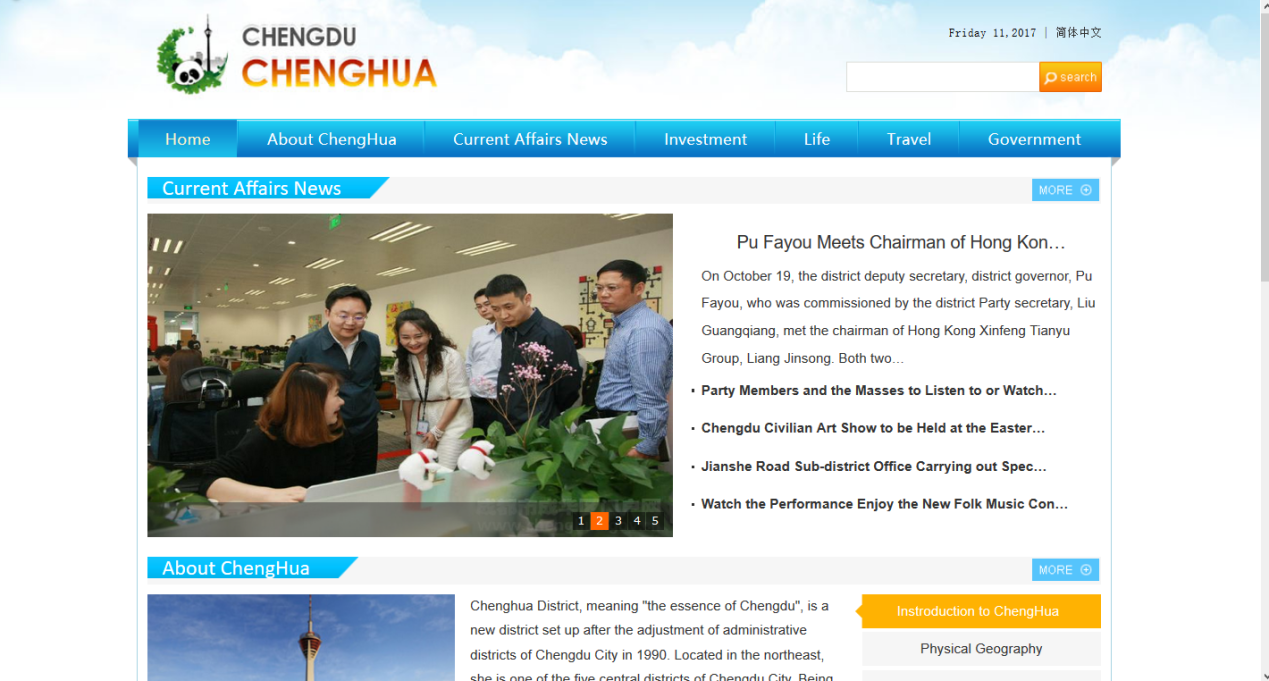 CHENGDU
CHENGHUA
Friday 11,2017 | 简体中文
search
Home
About ChengHua
Current Affairs News
Investment
Life
Travel
Government
Current Affairs News
MORE
Pu Fayou Meets Chairman of Hong Kon…
On October 19, the district deputy secretary, district governor, Pu
Fayou, who was commissioned by the district Party secretary, Liu
Guangqiang, met the chairman of Hong Kong Xinfeng Tianyu
Group, Liang Jinsong. Both two…
Party Members and the Masses to Listen to or Watch…
Chengdu Civilian Art Show to be Held at the Easter…
Jianshe Road Sub-district Office Carrying out Spec…
Watch the Performance Enjoy the New Folk Music Con…
1 2 3 4 5
About ChengHua
MORE
Chenghua District, meaning "the essence of Chengdu", is a
new district set up after the adjustment of administrative
districts of Chengdu City in 1990. Located in the northeast,
she is one of the five central districts of Chengdu City. Being
Instroduction to ChengHua
Physical Geography